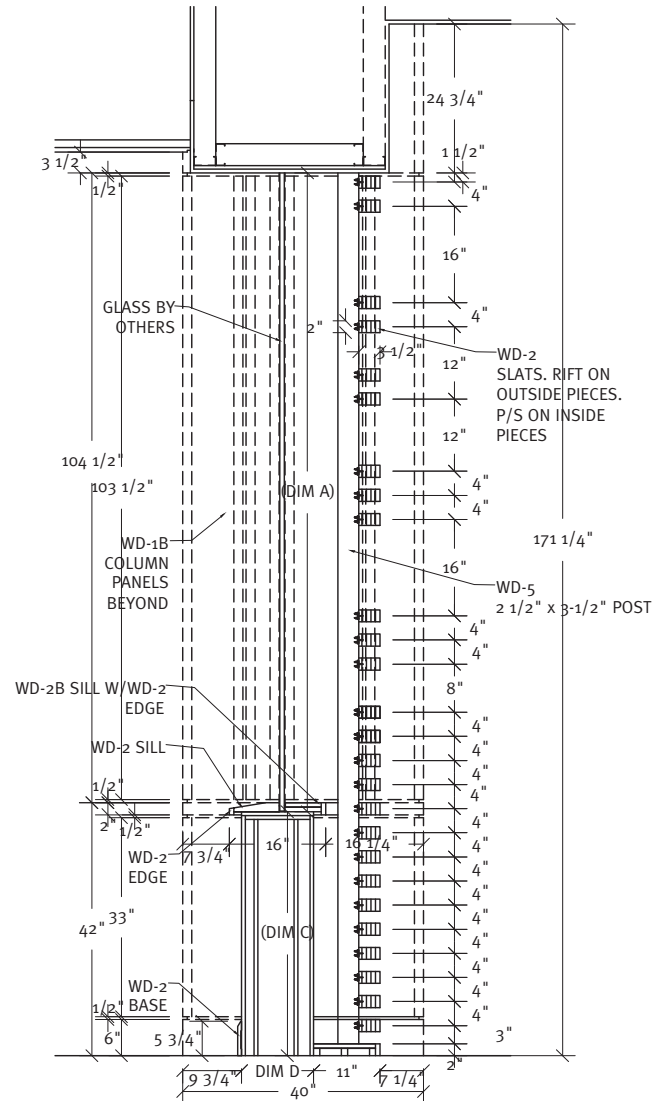 24 3/4"
3 1/2"
1 1/2"
1/2"
4"
16"
GLASS BY
OTHERS
2"
4"
3 1/2"
WD-2
SLATS. RIFT ON
OUTSIDE PIECES.
P/S ON INSIDE
PIECES
12"
12"
104 1/2"
103 1/2"
(DIM A)
4"
4"
171 1/4"
WD-1B
COLUMN
PANELS
BEYOND
16"
WD-5
2 1/2" x 3-1/2" POST
4"
4"
8"
WD-2B SILL W/WD-2
EDGE
4"
WD-2 SILL
4"
4"
1/2"
4"
2"
1/2"
4"
WD-2
EDGE
7 3/4"
16"
16 1/4"
4"
4"
4"
42"
33"
(DIM C)
4"
4"
4"
WD-2
BASE
4"
1/2"
4"
6"
5 3/4"
3"
2"
9 3/4"
DIM D
11"
7 1/4"
40"